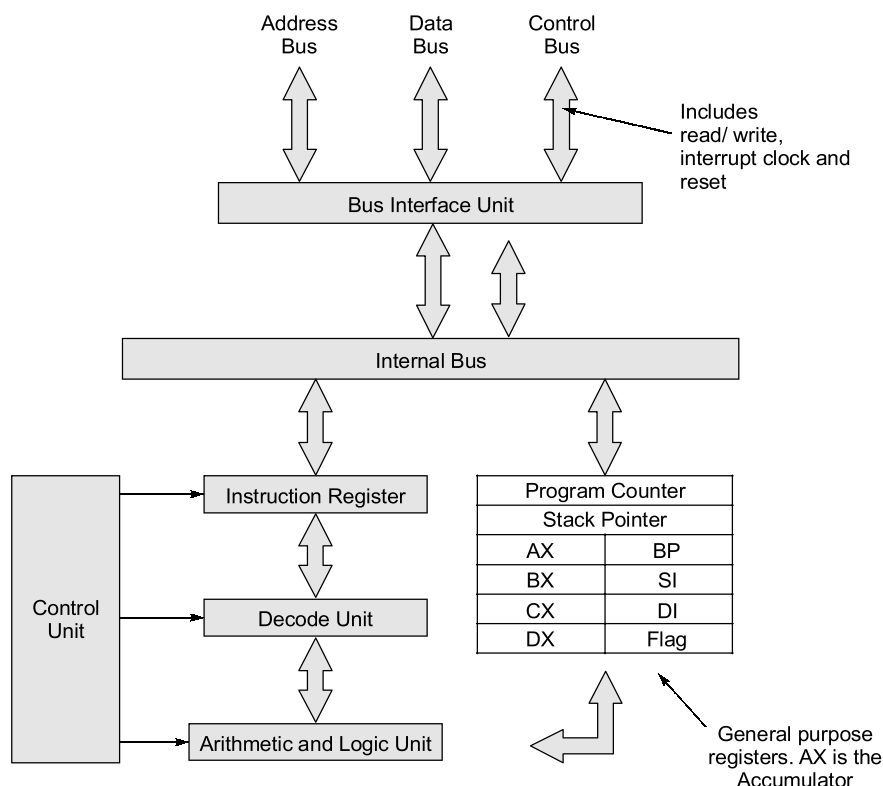 Address
Bus
Data
Bus
Control
Bus
Includes
read/ write,
interrupt clock and
reset
Bus Interface Unit
Internal Bus
Control
Unit
Instruction Register
Decode Unit
Arithmetic and Logic Unit
Program Counter
Stack Pointer
AX BP
BX SI
CX DI
DX Flag
General purpose
registers. AX is the
Accumulator